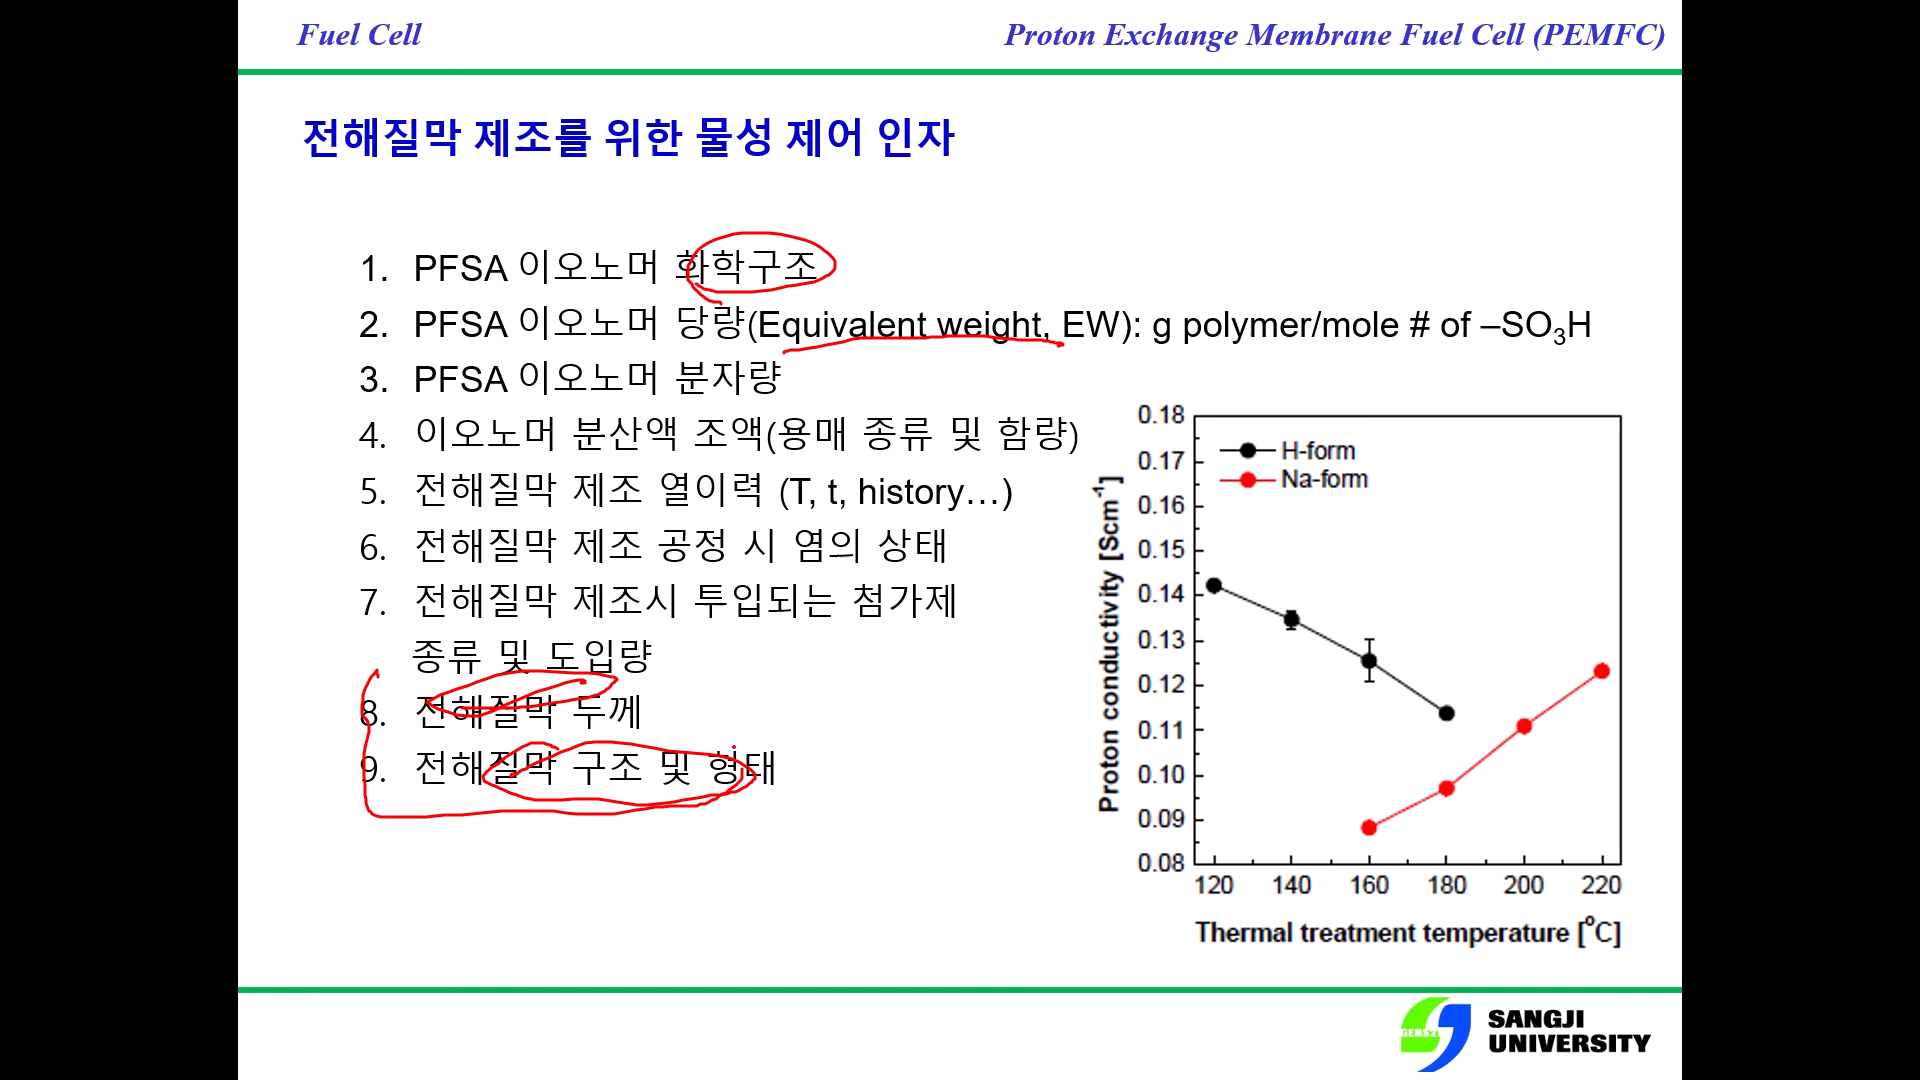 Fuel Cell
Proton Exchange Membrane Fuel Cell (PEMFC)
전해질막 제조를 위한 물성 제어 인자
1. PFSA 이오노머 화학구조
2. PFSA 이오노머 당량(Equivalent weight, EW): g polymer/mole # of –SO3H
3. PFSA 이오노머 분자량
4. 이오노머 분산액 조액(용매 종류 및 함량)
5. 전해질막 제조 열이력 (T, t, history…)
6. 전해질막 제조 공정 시 염의 상태
7. 전해질막 제조시 투입되는 첨가제
종류 및 도입량
8. 전해질막 두께
9. 전해질막 구조 및 형태
H-form
Na-form
Proton conductivity [Scm-1]
0.18
0.17
0.16
0.15
0.14
0.13
0.12
0.11
0.10
0.09
0.08
120 140 160 180 200 220
Thermal treatment temperature [oC]
GENS21
SANGJI
UNIVERSITY